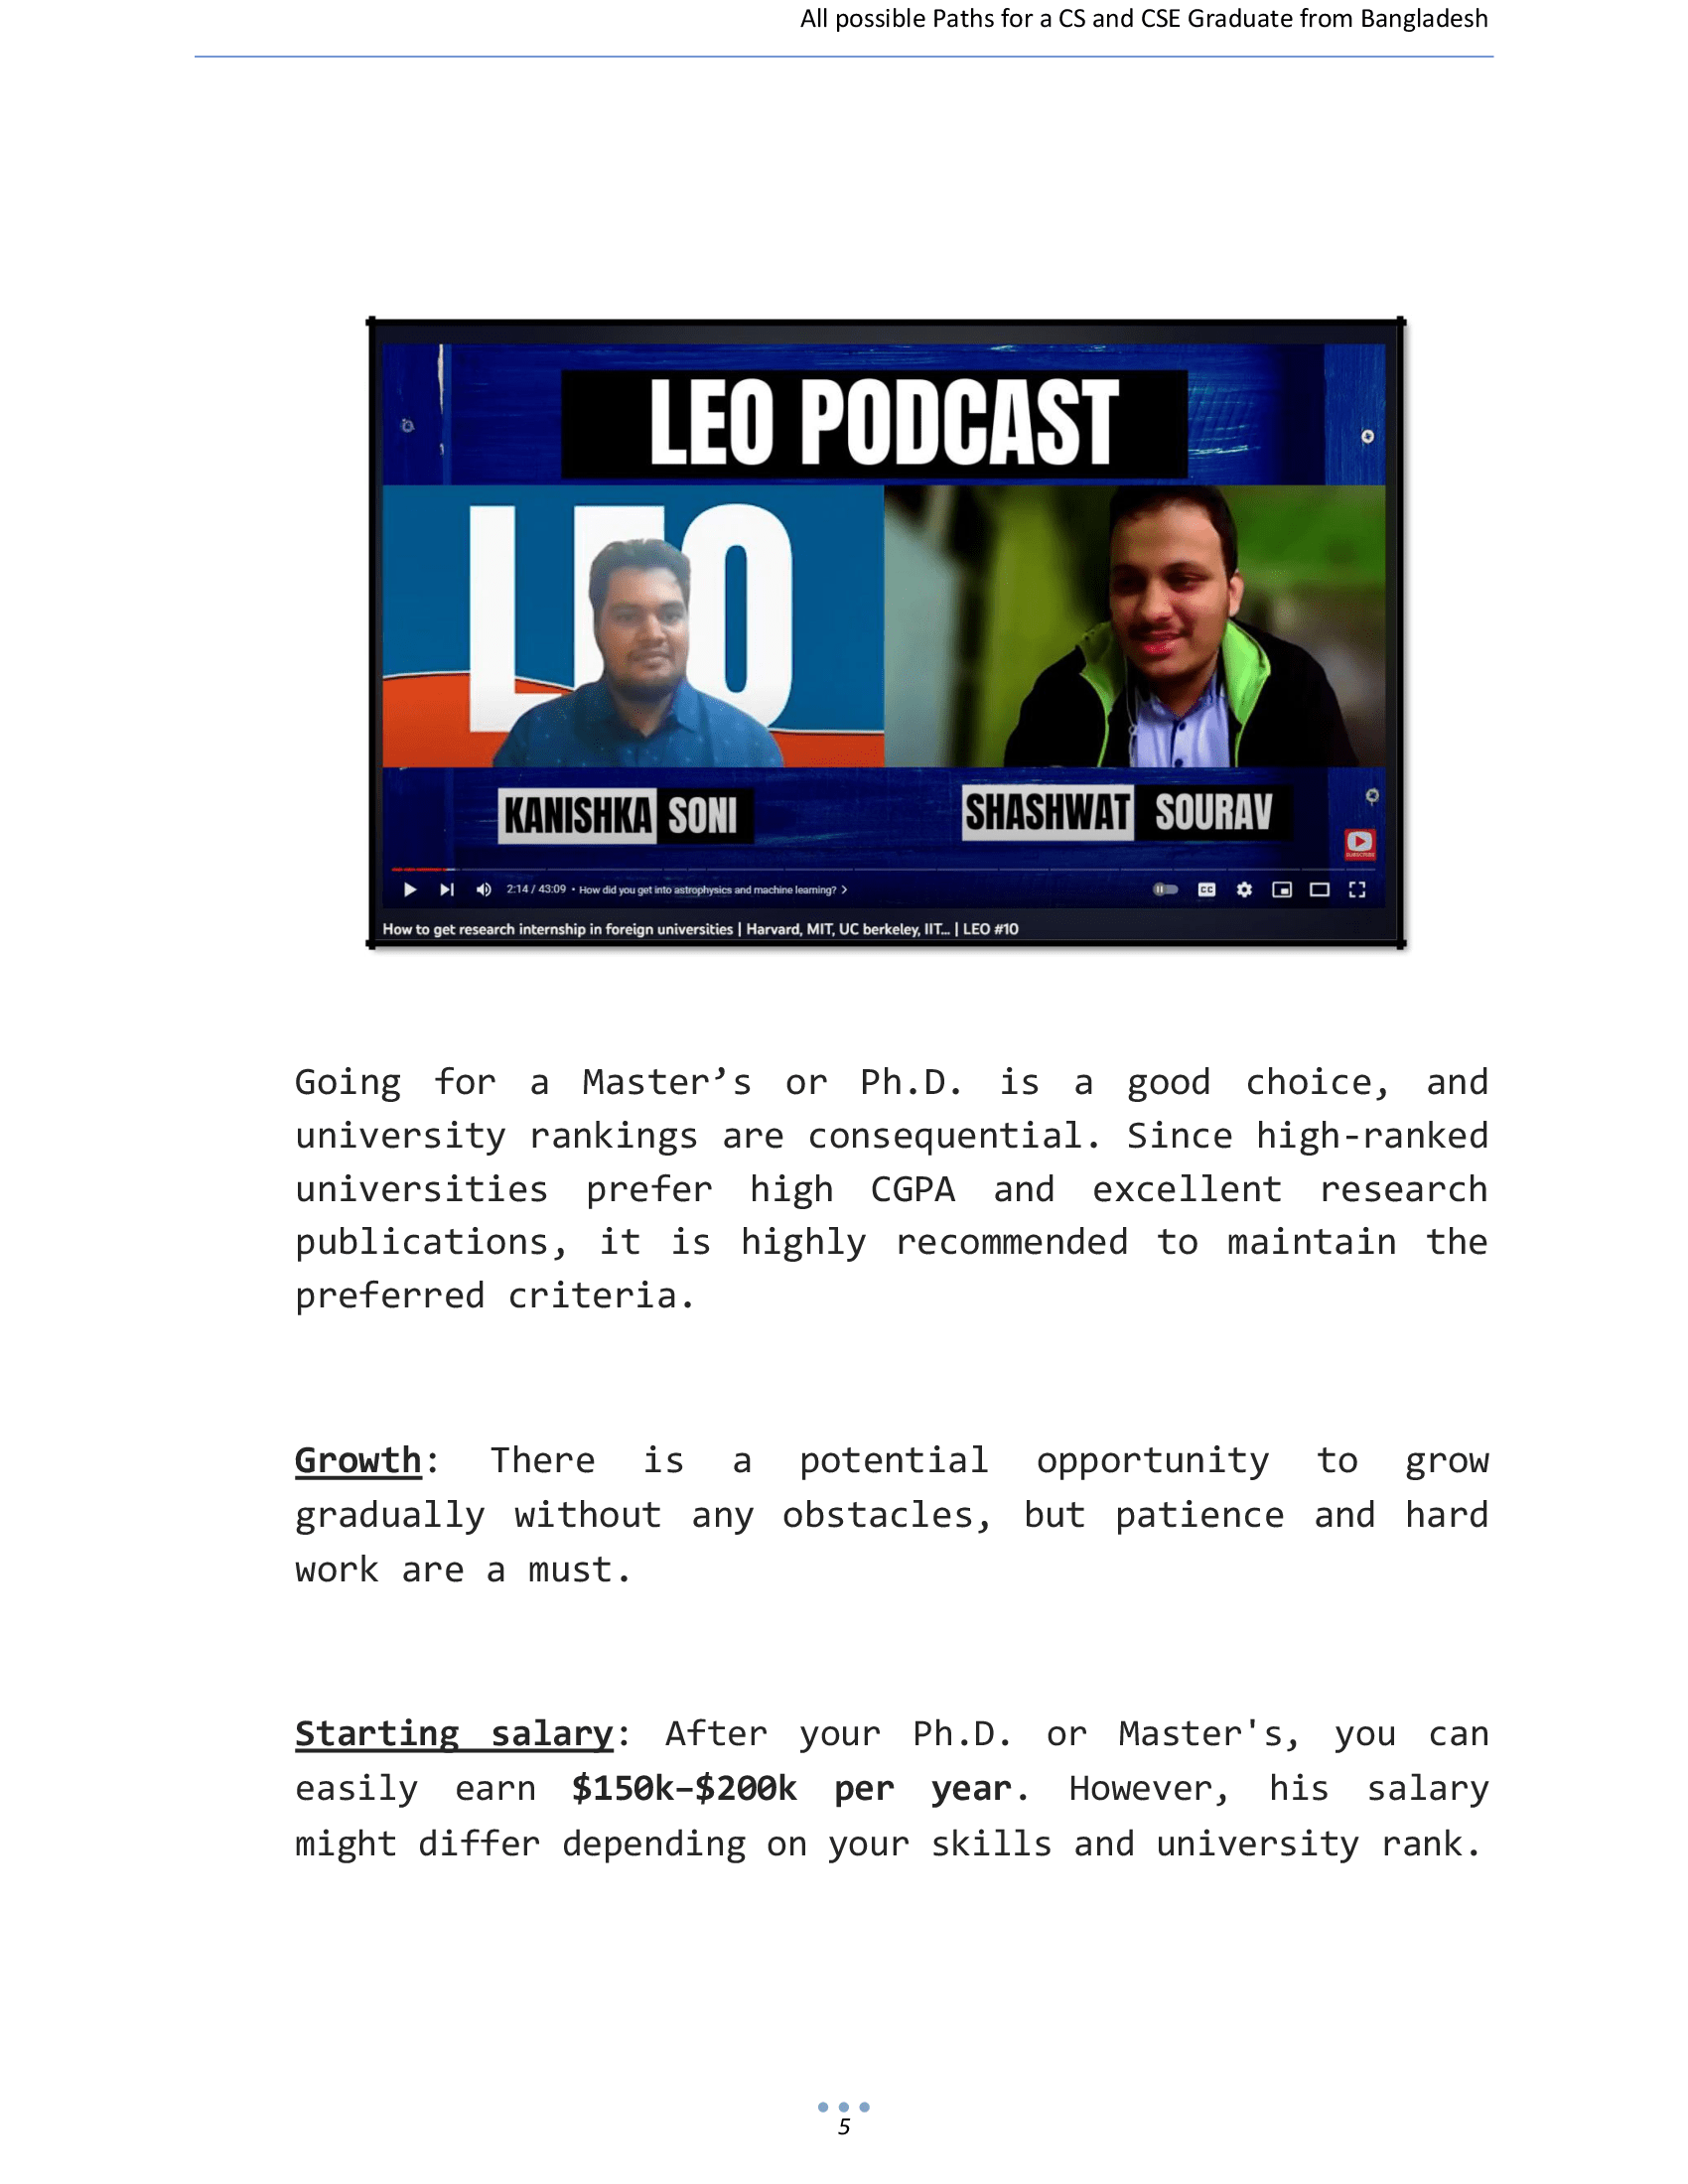 All possible Paths for a CS and CSE Graduate from Bangladesh
LEO PODCAST
LEO
KANISHKA SONI
SHASHWAT SOURAV
SUBSCRIBE
2:14 / 43:09 • How did you get into astrophysics and machine learning? >
CC
How to get research internship in foreign universities | Harvard, MIT, UC berkeley, IIT... | LEO #10
Going for a Master’s or Ph.D. is a good choice, and
university rankings are consequential. Since high-ranked
universities prefer high CGPA and excellent research
publications, it is highly recommended to maintain the
preferred criteria.
Growth: There is a potential opportunity to grow
gradually without any obstacles, but patience and hard
work are a must.
Starting salary: After your Ph.D. or Master's, you can
easily earn $150k–$200k per year. However, his salary
might differ depending on your skills and university rank.
5